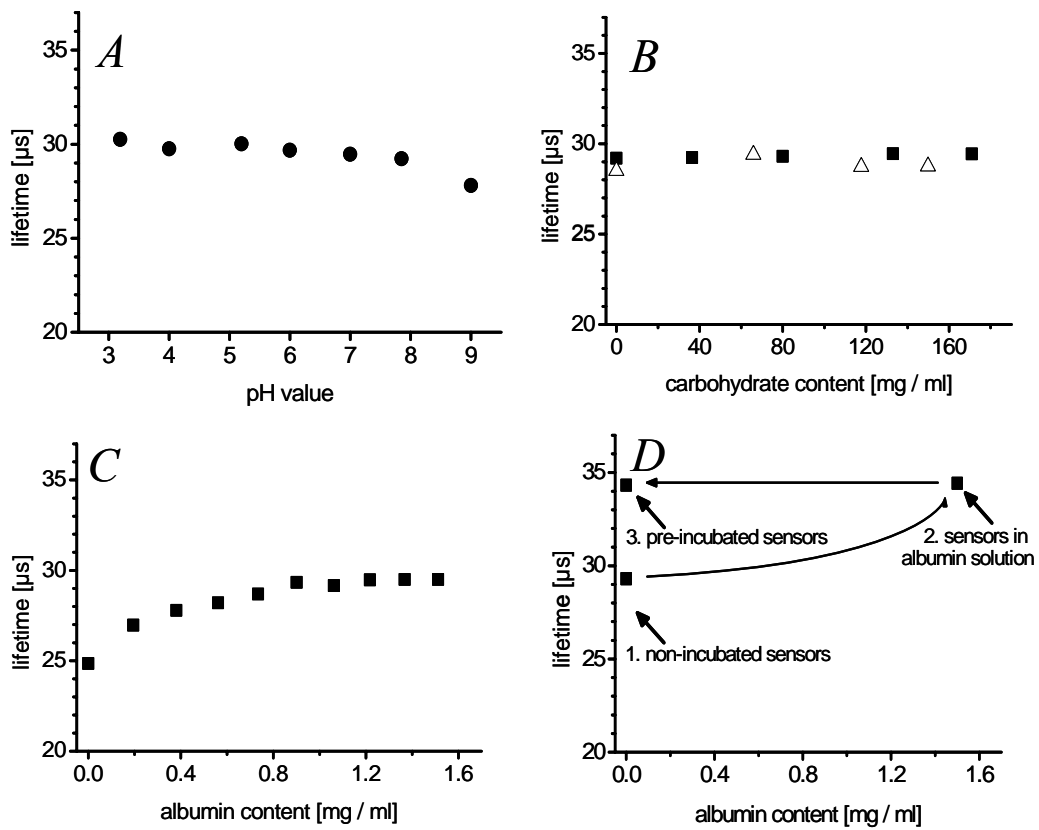 A
35
30
25
20
lifetime [µs]
3 4 5 6 7 8 9
pH value
B
35
30
25
20
lifetime [µs]
0 40 80 120 160
carbohydrate content [mg / ml]
C
35
30
25
20
lifetime [µs]
0.0 0.4 0.8 1.2 1.6
albumin content [mg / ml]
D
35
30
25
20
lifetime [µs]
3. pre-incubated sensors
2. sensors in
albumin solution
1. non-incubated sensors
0.0 0.4 0.8 1.2 1.6
albumin content [mg / ml]